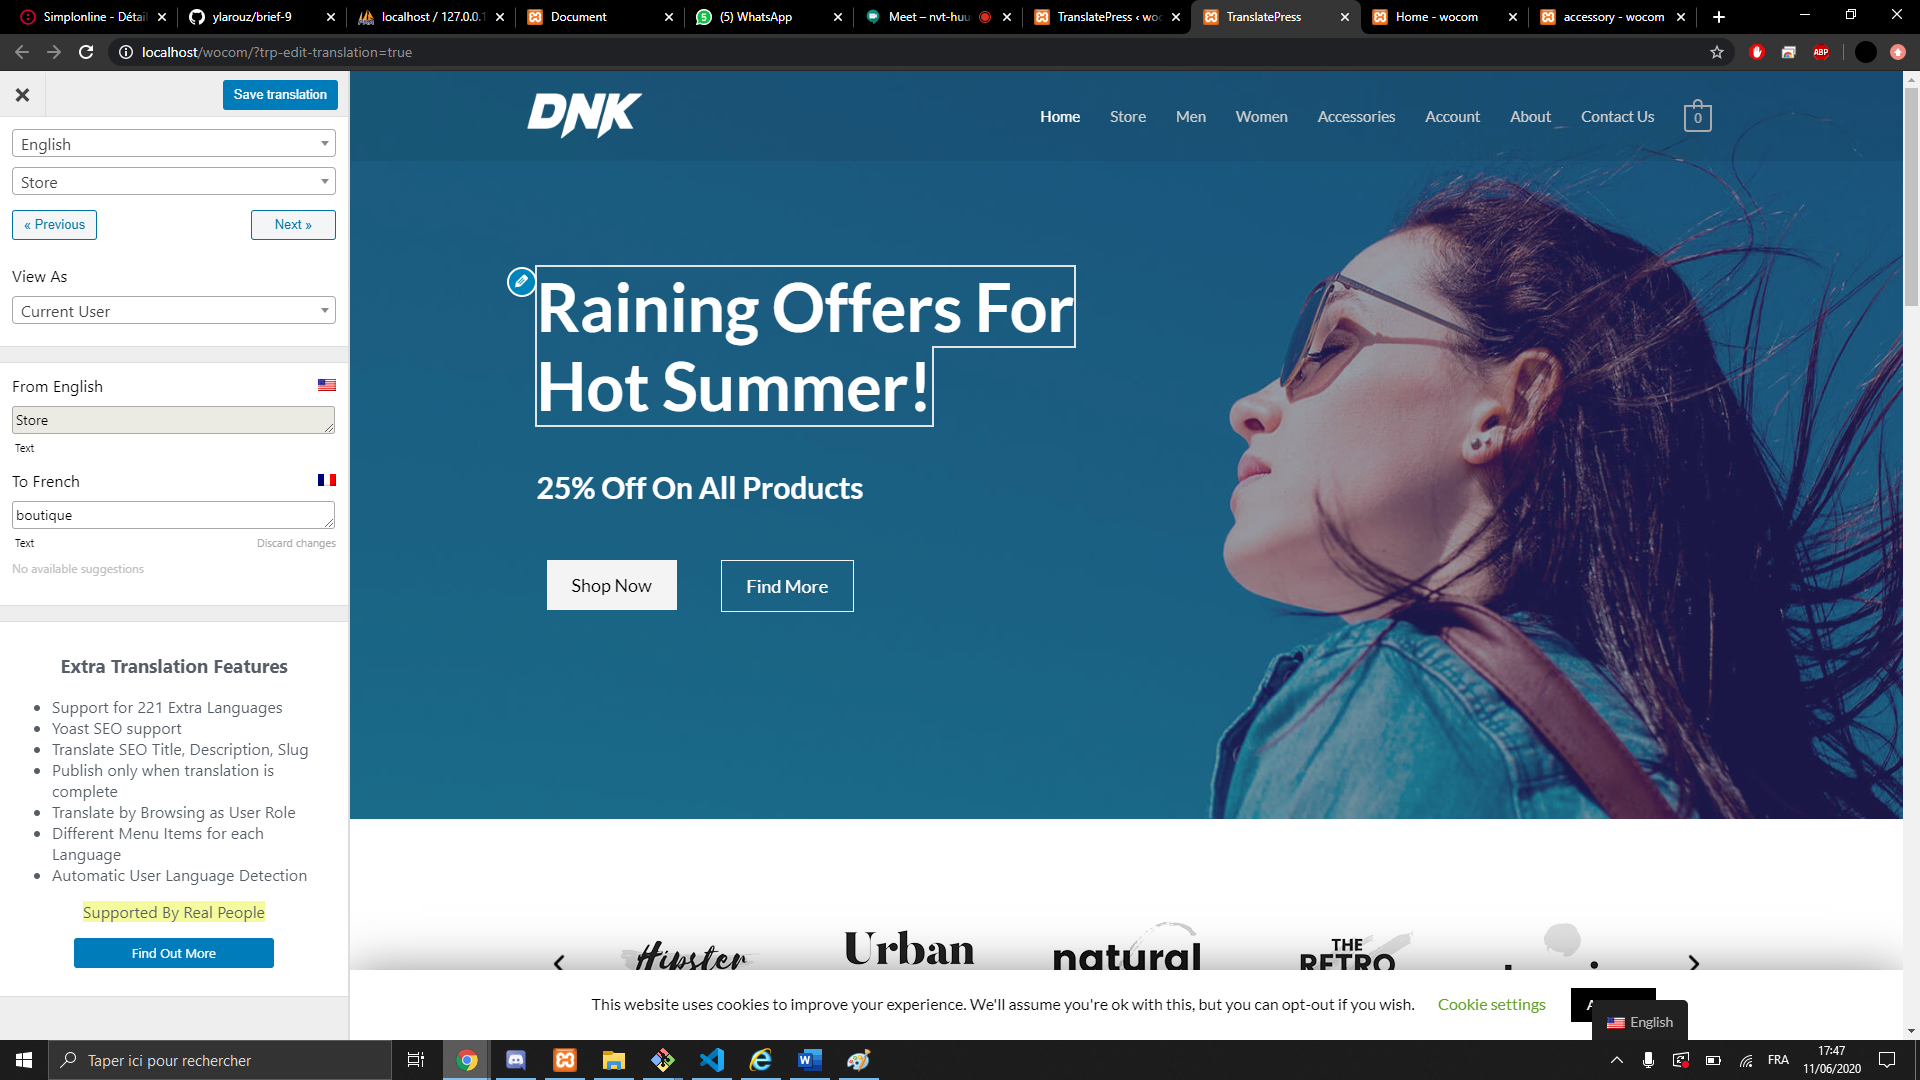 Simplonline - Détail
ylarouz/brief-9
localhost / 127.0.0.1
Document
(5) WhatsApp
Meet – nvt-huu
TranslatePress ‹ woc
TranslatePress
Home - wocom
accessory - wocom
localhost/wocom/?trp-edit-translation=true
ABP
Save translation
English
Store
« Previous
Next »
View As
Current User
From English
Store
Text
To French
boutique
Text
Discard changes
No available suggestions
Extra Translation Features
Support for 221 Extra Languages
Yoast SEO support
Translate SEO Title, Description, Slug
Publish only when translation is
complete
Translate by Browsing as User Role
Different Menu Items for each
Language
Automatic User Language Detection
Supported By Real People
Find Out More
DNK
Home
Store
Men
Women
Accessories
Account
About
Contact Us
0
Raining Offers For
Hot Summer!
25% Off On All Products
Shop Now
Find More
Hipster
Urban
natural
THE
RETRO
This website uses cookies to improve your experience. We'll assume you're ok with this, but you can opt-out if you wish.
Cookie settings
English
Taper ici pour rechercher
FRA
17:47
11/06/2020